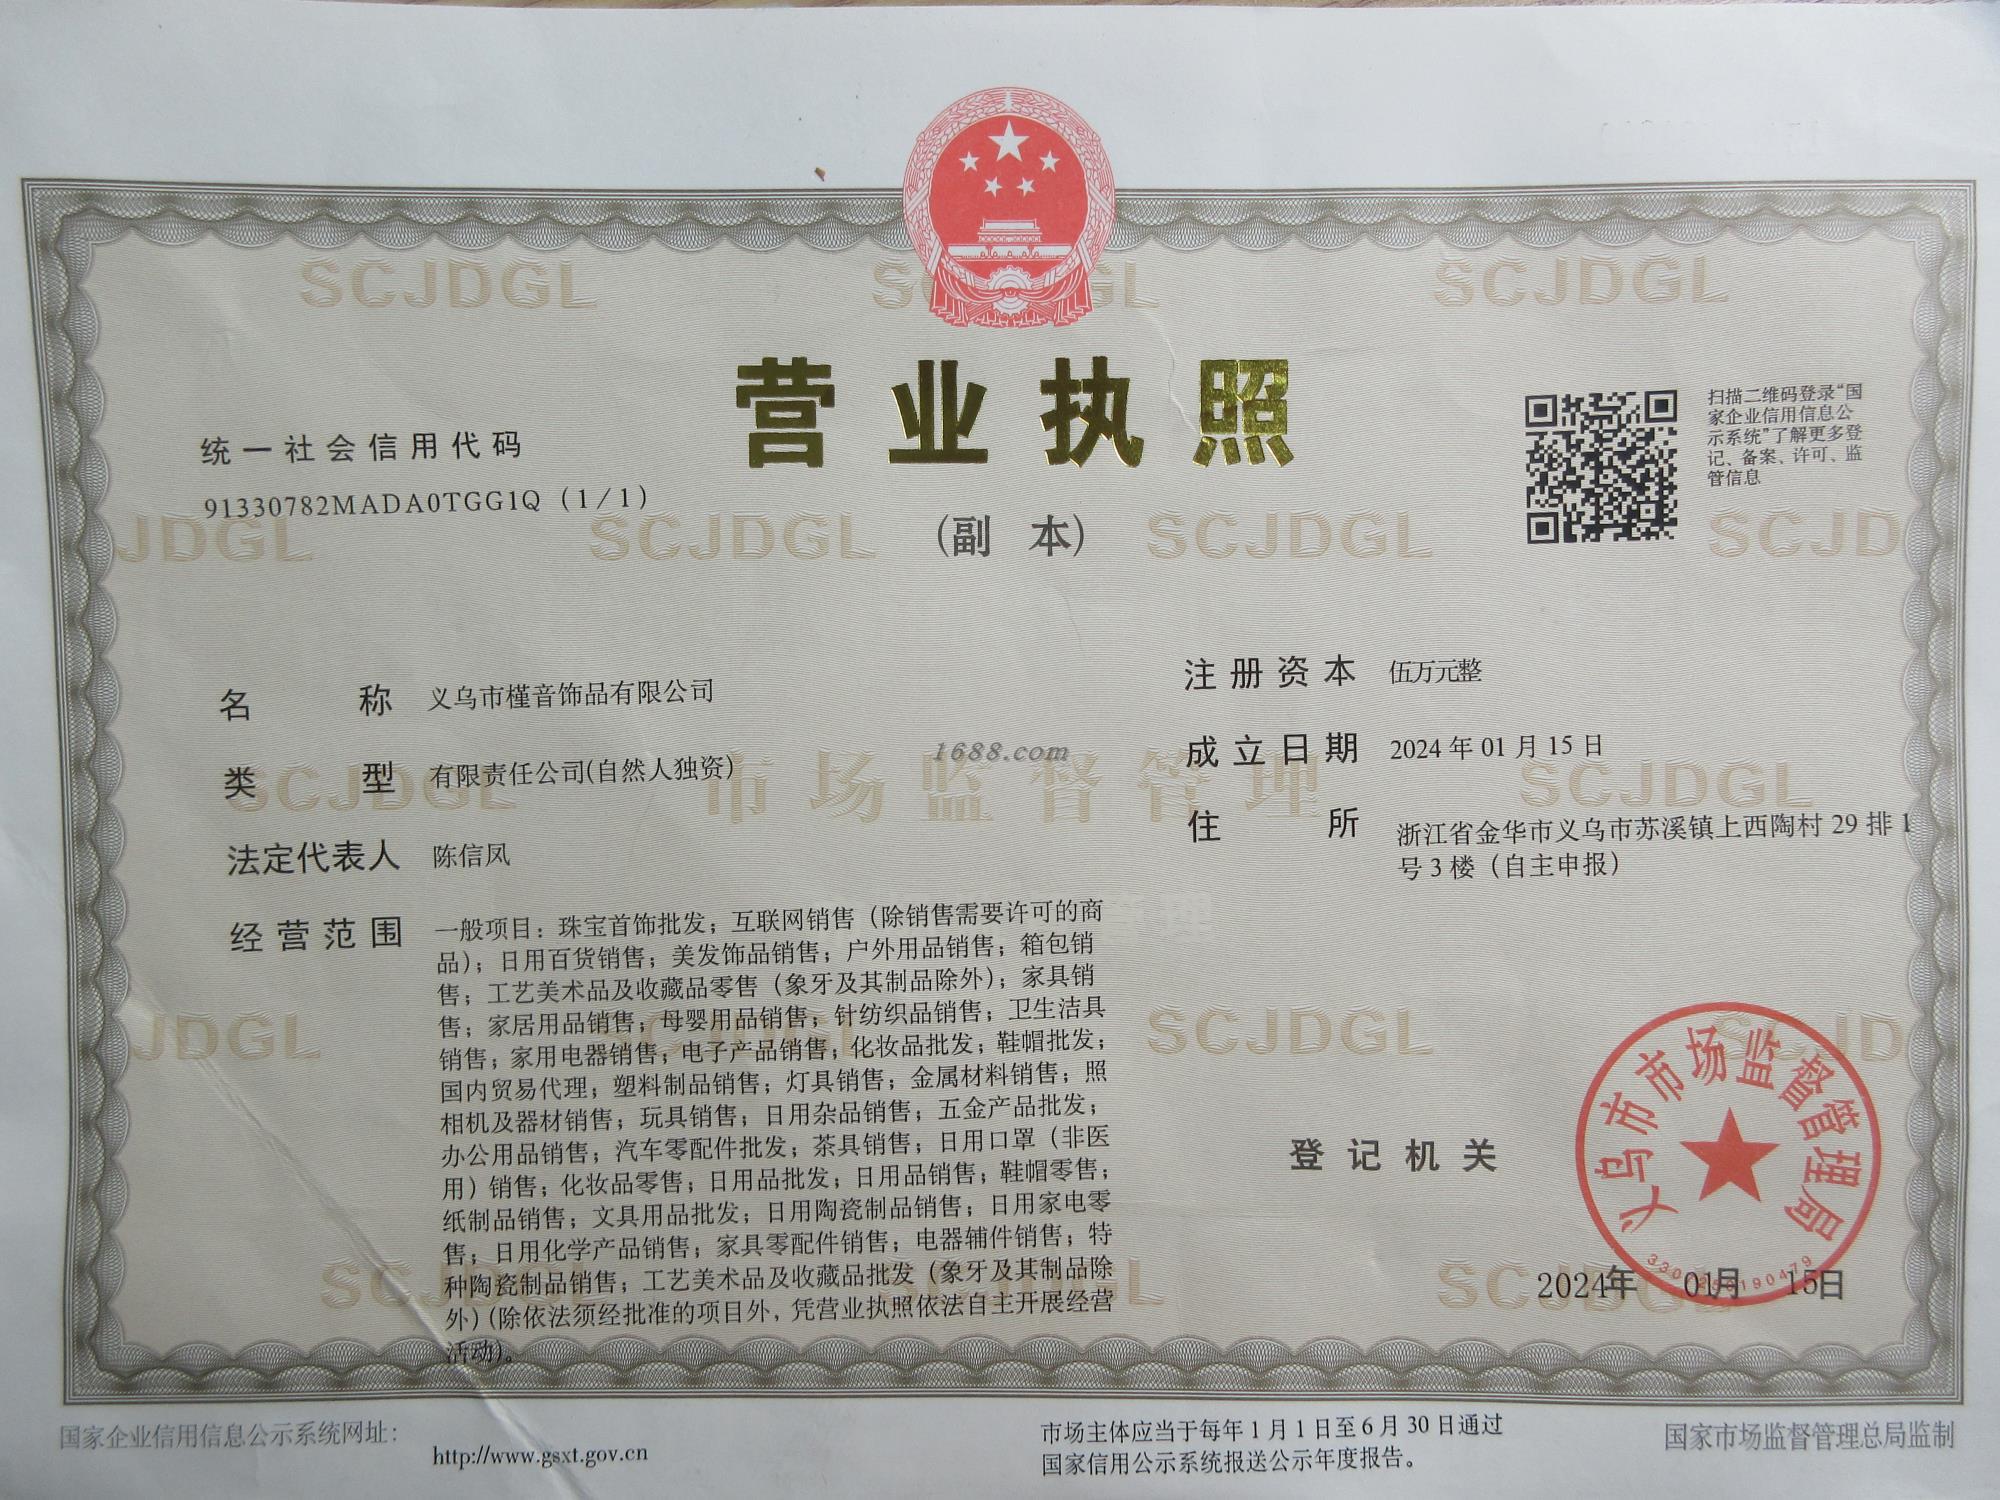 SCJDGL
SCJDGL
营业执照
(副 本)
统一社会信用代码
91330782MADA0TGG1Q (1/1)
扫描二维码登录“国
家企业信用信息公
示系统”了解更多登
记、备案、许可、监
管信息
JDGL
SCJDGL
SCJDGL
SCJD
名 称 义乌市槿音饰品有限公司
类 型 有限责任公司(自然人独资)
法定代表人 陈信凤
经营范围 一般项目：珠宝首饰批发；互联网销售（除销售需要许可的商
品）；日用百货销售；美发饰品销售；户外用品销售；箱包销
售；工艺美术品及收藏品零售（象牙及其制品除外）；家具销
售；家居用品销售；母婴用品销售；针纺织品销售；卫生洁具
销售；家用电器销售；电子产品销售；化妆品批发；鞋帽批发；
国内贸易代理；塑料制品销售；灯具销售；金属材料销售；照
相机及器材销售；玩具销售；日用杂品销售；五金产品批发；
办公用品销售；汽车零配件批发；茶具销售；日用口罩（非医
用）销售；化妆品零售；日用品批发；日用品销售；鞋帽零售；
纸制品销售；文具用品批发；日用陶瓷制品销售；日用家电零
售；日用化学产品销售；家具零配件销售；电器辅件销售；特
种陶瓷制品销售；工艺美术品及收藏品批发（象牙及其制品除
外）(除依法须经批准的项目外，凭营业执照依法自主开展经营
活动)。
注册资本 伍万元整
成立日期 2024年01月15日
住 所 浙江省金华市义乌市苏溪镇上西陶村29排1
号3楼（自主申报）
1688.com
SCJDGL
市场监督管理
SCJDGL
JDGL
SCJDGL
登记机关
义乌市市场监督管理局
2024年 01月 15日
国家企业信用信息公示系统网址：
http://www.gsxt.gov.cn
市场主体应当于每年1月1日至6月30日通过
国家信用公示系统报送公示年度报告。
国家市场监督管理总局监制